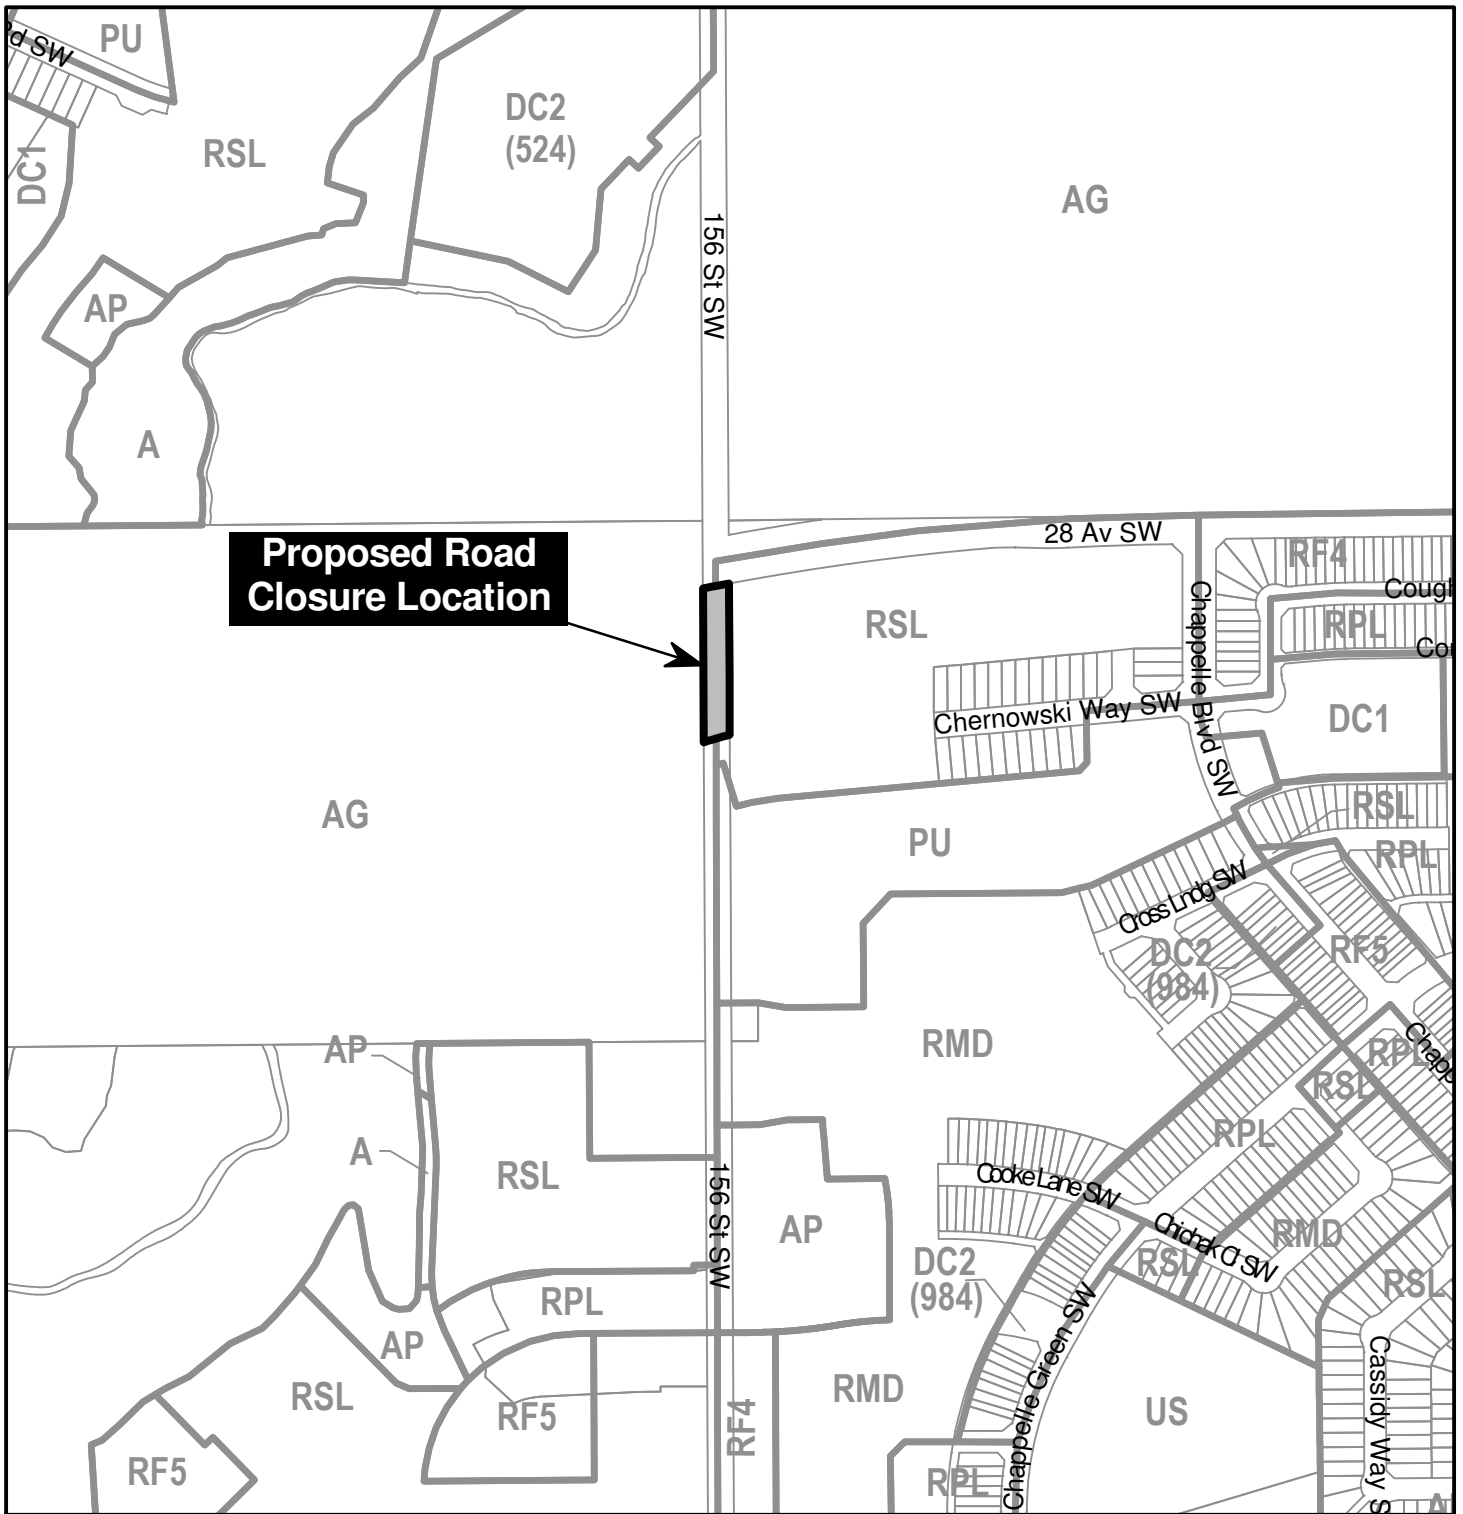 PU
d SW
DC2
(524)
DC1
RSL
AG
156 St SW
AP
A
28 Av SW
Proposed Road
Closure Location
RF4
Cough
RSL
RPL
Chappelle Blvd SW
Cor
Chernowski Way SW
DC1
AG
RSL
PU
RPL
Cross Lndg SW
DC2
(984)
RF5
AP
RMD
RPL
Chapp
RSL
A
RPL
RSL
Cooke Lane SW
156 St SW
AP
Chichak Cl SW
RMD
DC2
(984)
RSL
RSL
RPL
AP
Chappelle Green SW
Cassidy Way S
RSL
RMD
US
RF5
RF4
RF5
RPL